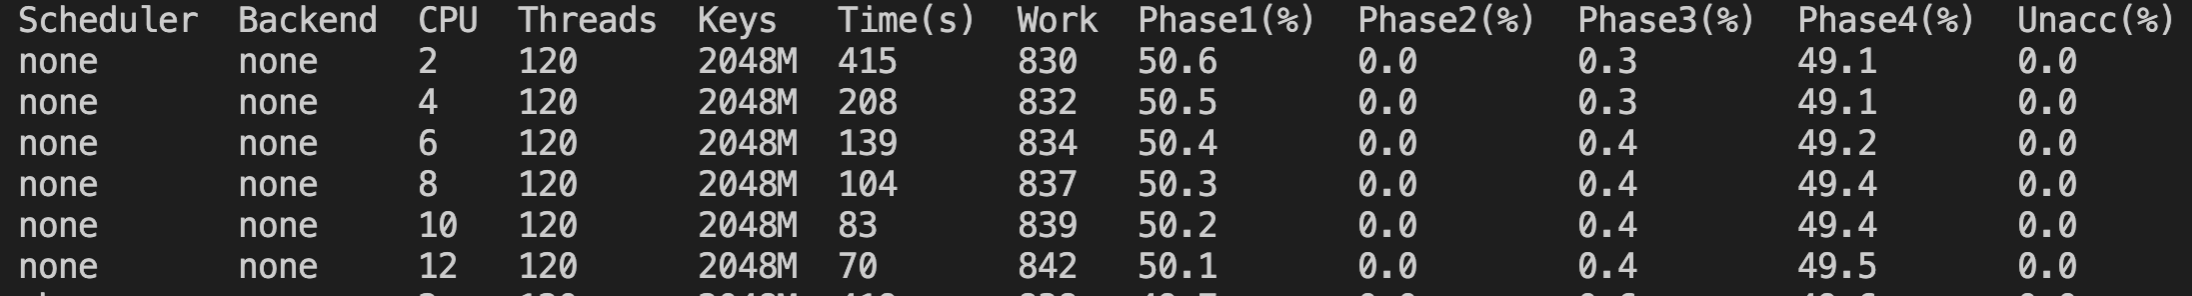 Scheduler Backend CPU Threads Keys Time(s) Work Phase1(%) Phase2(%) Phase3(%) Phase4(%) Unacc(%)
none none 2 120 2048M 415 830 50.6 0.0 0.3 49.1 0.0
none none 4 120 2048M 208 832 50.5 0.0 0.3 49.1 0.0
none none 6 120 2048M 139 834 50.4 0.0 0.4 49.2 0.0
none none 8 120 2048M 104 837 50.3 0.0 0.4 49.4 0.0
none none 10 120 2048M 83 839 50.2 0.0 0.4 49.4 0.0
none none 12 120 2048M 70 842 50.1 0.0 0.4 49.5 0.0